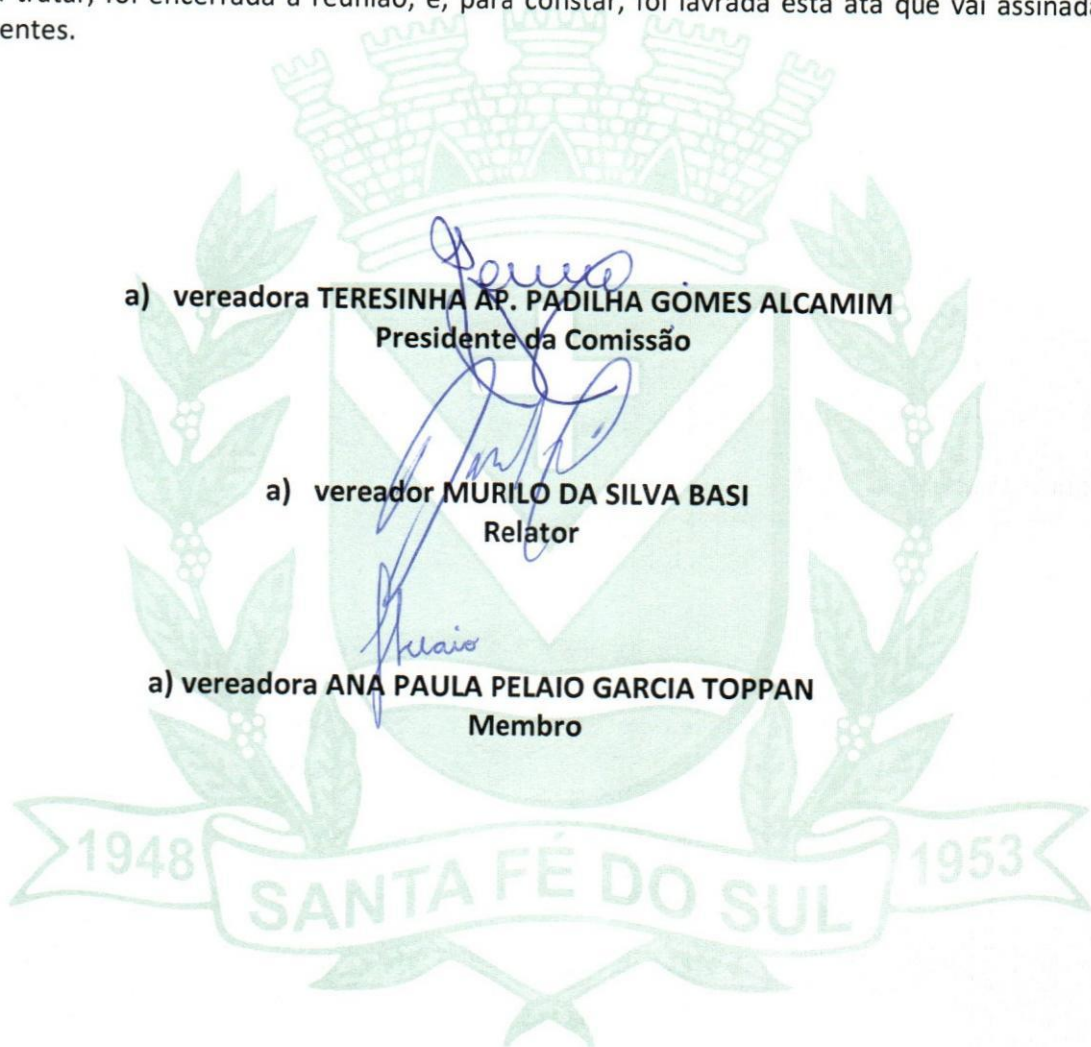 tratar, foi encerrada a reunião, e, para constar, foi lavrada esta ata que vai assinada
entes.
a) vereadora TERESINHA AP. PADILHA GOMES ALCAMIM
Presidente da Comissão
a) vereador MURILO DA SILVA BASI
Relator
a) vereadora ANA PAULA PELAIO GARCIA TOPPAN
Membro
1948 SANTA FÉ DO SUL 1953